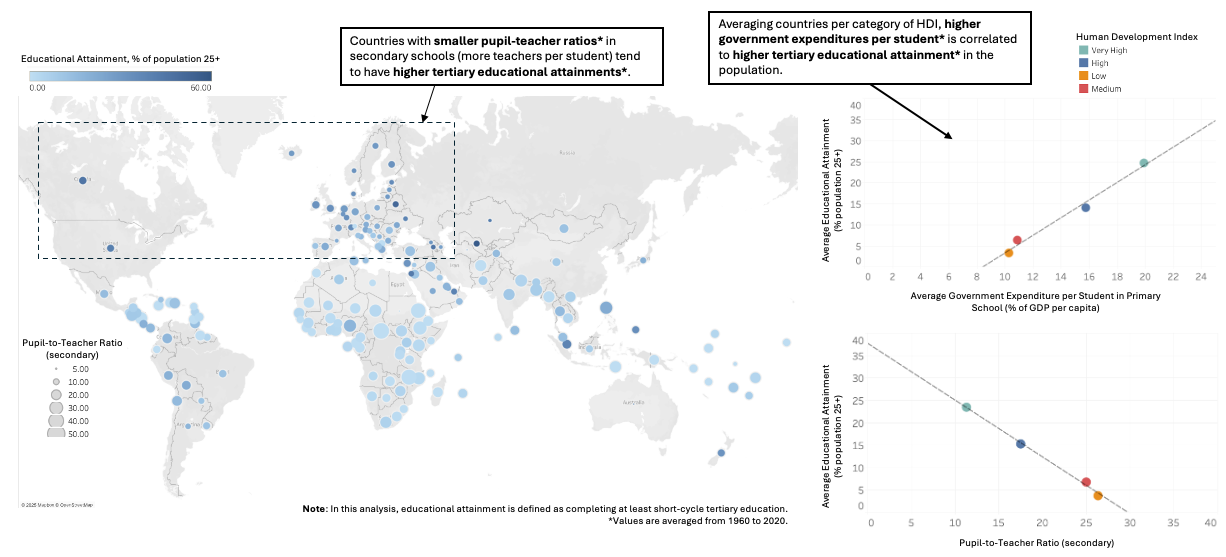 Countries with smaller pupil-teacher ratios* in
secondary schools (more teachers per student) tend
to have higher tertiary educational attainments*.
Averaging countries per category of HDI, higher
government expenditures per student* is correlated
to higher tertiary educational attainment* in the
population.
Educational Attainment, % of population 25+
0.00 60.00
Human Development Index
Very High
High
Low
Medium
Russia
Egypt
Australia
Pupil-to-Teacher Ratio
(secondary)
5.00
10.00
20.00
30.00
40.00
50.00
© 2025 Mapbox © OpenStreetMap
Note: In this analysis, educational attainment is defined as completing at least short-cycle tertiary education.
*Values are averaged from 1960 to 2020.
Average Educational Attainment
(% population 25+)
40
35
30
25
20
15
10
5
0
0 2 4 6 8 10 12 14 16 18 20 22 24
Average Government Expenditure per Student in Primary
School (% of GDP per capita)
Average Educational Attainment
(% population 25+)
40
35
30
25
20
15
10
5
0
0 5 10 15 20 25 30 35 40
Pupil-to-Teacher Ratio (secondary)